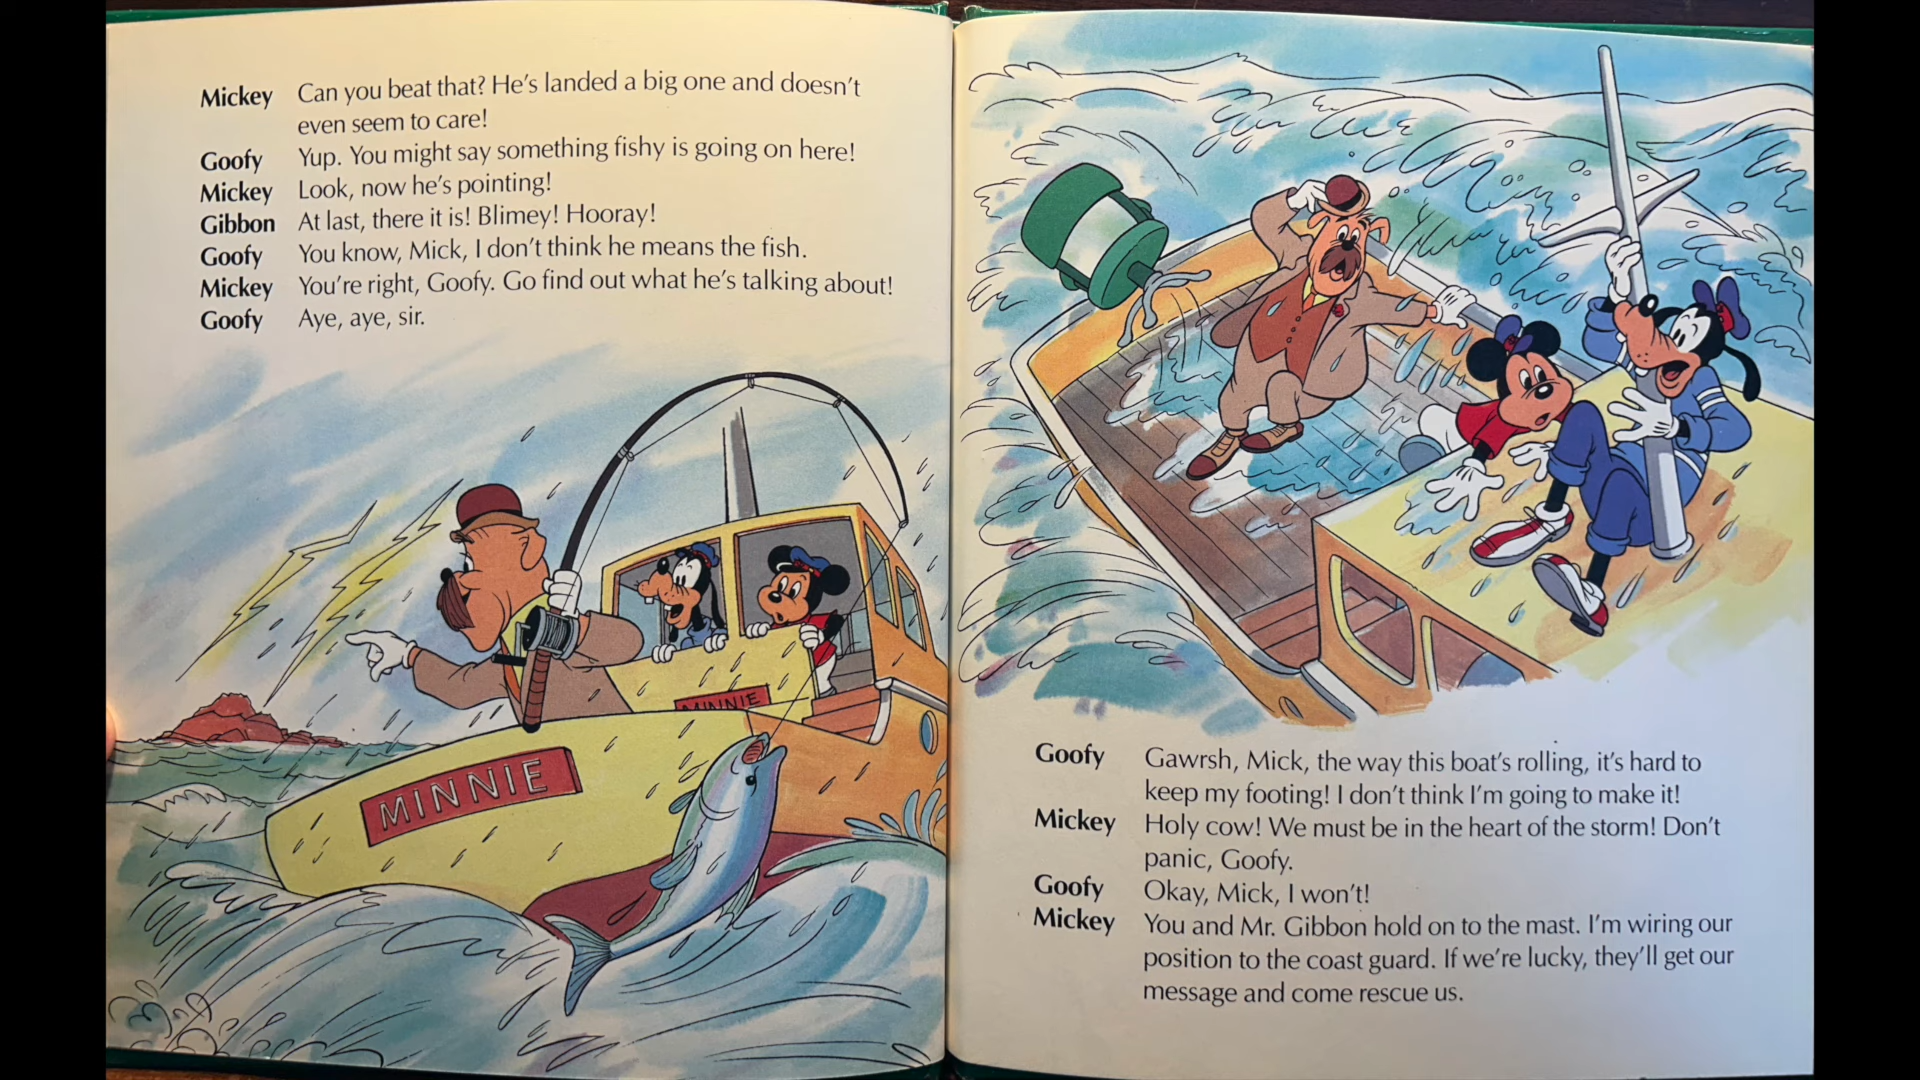 Mickey Can you beat that? He's landed a big one and doesn't
even seem to care!
Goofy Yup. You might say something fishy is going on here!
Mickey Look, now he's pointing!
Gibbon At last, there it is! Blimey! Hooray!
Goofy You know, Mick, I don't think he means the fish.
Mickey You're right, Goofy. Go find out what he's talking about!
Goofy Aye, aye, sir.
MINNIE
MINNIE
Goofy Gawrsh, Mick, the way this boat's rolling, it's hard to
keep my footing! I don't think I'm going to make it!
Mickey Holy cow! We must be in the heart of the storm! Don't
panic, Goofy.
Goofy Okay, Mick, I won't!
Mickey You and Mr. Gibbon hold on to the mast. I'm wiring our
position to the coast guard. If we're lucky, they'll get our
message and come rescue us.